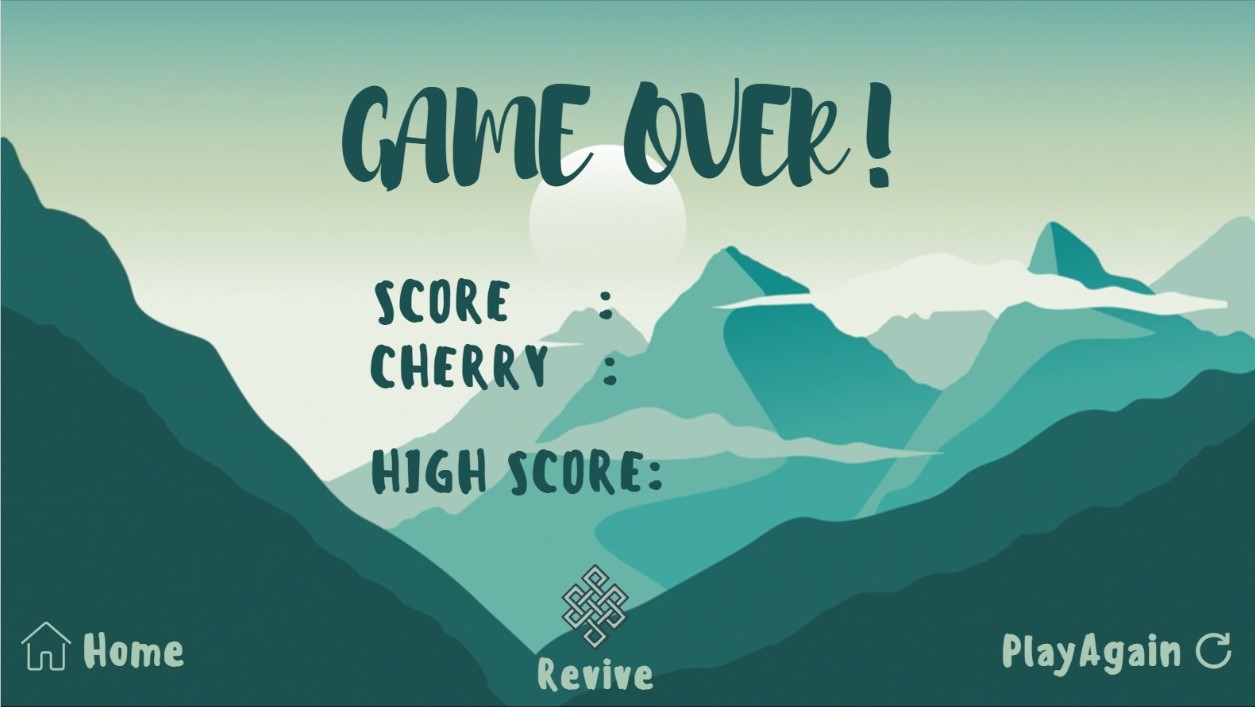 GAME OVER!
SCORE :
CHERRY :
HIGH SCORE:
Home
Revive
PlayAgain